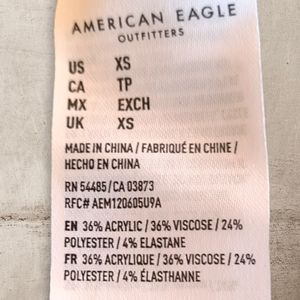 AMERICAN EAGLE
OUTFITTERS
US XS
CA TP
MX EXCH
UK XS
MADE IN CHINA / FABRIQUÉ EN CHINE /
HECHO EN CHINA
RN 54485 / CA 03873
RFC# AEM120605U9A
EN 36% ACRYLIC / 36% VISCOSE / 24%
POLYESTER / 4% ELASTANE
FR 36% ACRYLIQUE / 36% VISCOSE / 24%
POLYESTER / 4% ÉLASTHANNE